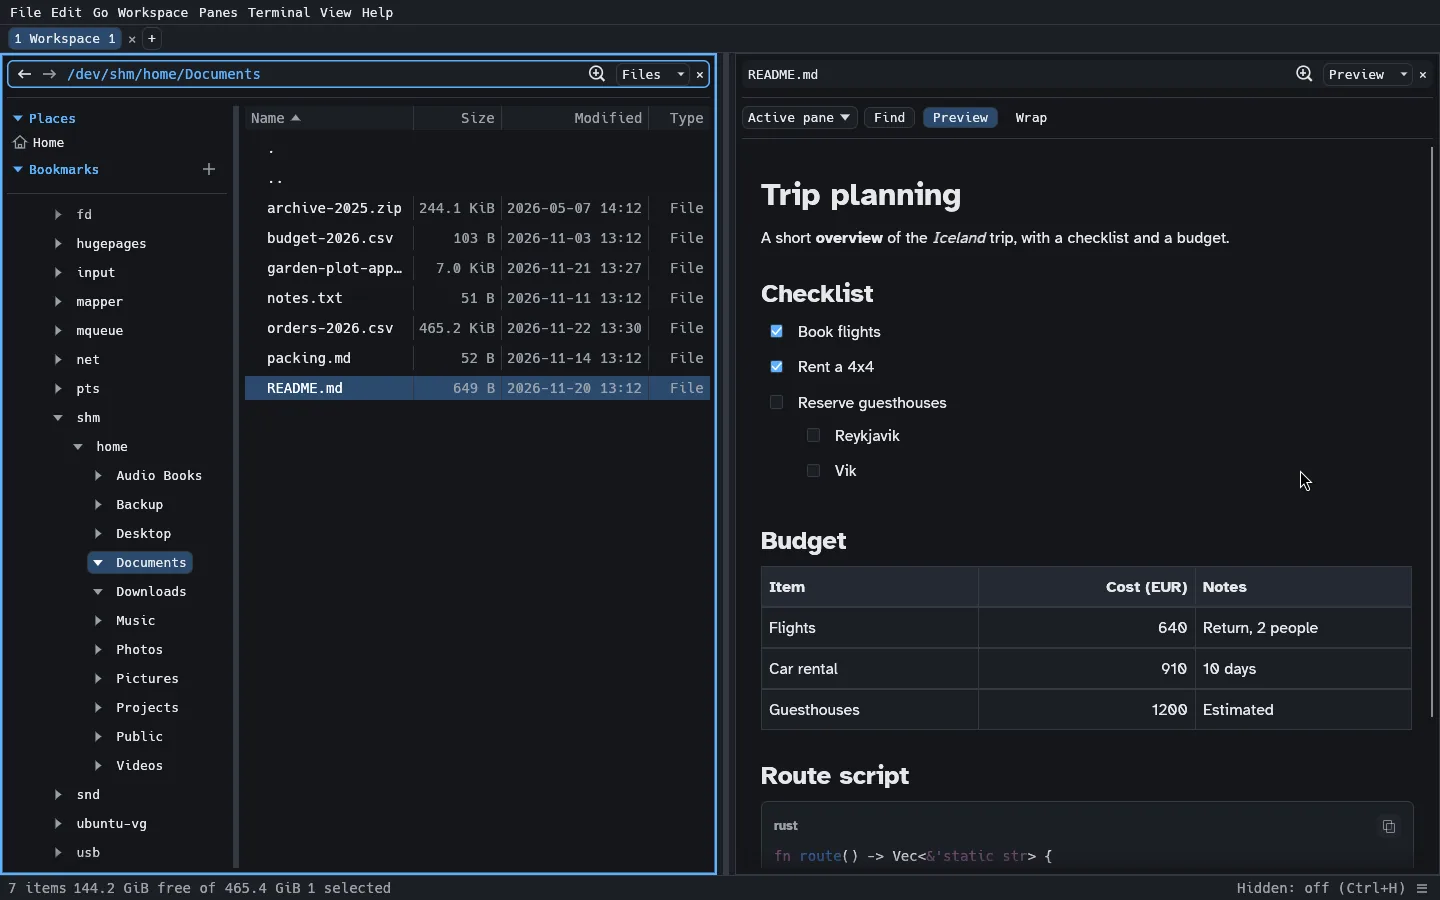 File Edit Go Workspace Panes Terminal View Help
1 Workspace 1 × +
/dev/shm/home/Documents Files ×
Places
Home
Bookmarks +
fd
hugepages
input
mapper
mqueue
net
pts
shm
home
Audio Books
Backup
Desktop
Documents
Downloads
Music
Photos
Pictures
Projects
Public
Videos
snd
ubuntu-vg
usb
Name Size Modified Type
.
..
archive-2025.zip 244.1 KiB 2026-05-07 14:12 File
budget-2026.csv 103 B 2026-11-03 13:12 File
garden-plot-app… 7.0 KiB 2026-11-21 13:27 File
notes.txt 51 B 2026-11-11 13:12 File
orders-2026.csv 465.2 KiB 2026-11-22 13:30 File
packing.md 52 B 2026-11-14 13:12 File
README.md 649 B 2026-11-20 13:12 File
README.md Preview ×
Active pane Find Preview Wrap
Trip planning
A short overview of the Iceland trip, with a checklist and a budget.
Checklist
Book flights
Rent a 4x4
Reserve guesthouses
Reykjavik
Vik
Budget
Item Cost (EUR) Notes
Flights 640 Return, 2 people
Car rental 910 10 days
Guesthouses 1200 Estimated
Route script
rust
fn route() -> Vec<&'static str> {
7 items 144.2 GiB free of 465.4 GiB 1 selected Hidden: off (Ctrl+H)